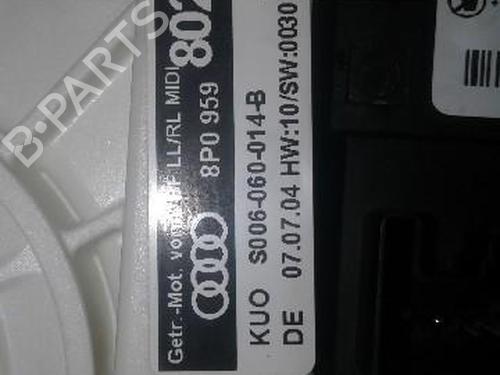 Getr.-Mot. LL/RL MIDI
8P0 959 802
KUO S006-060-014-B
DE 07.07.04 HW:10/SW:0030
B-PARTS